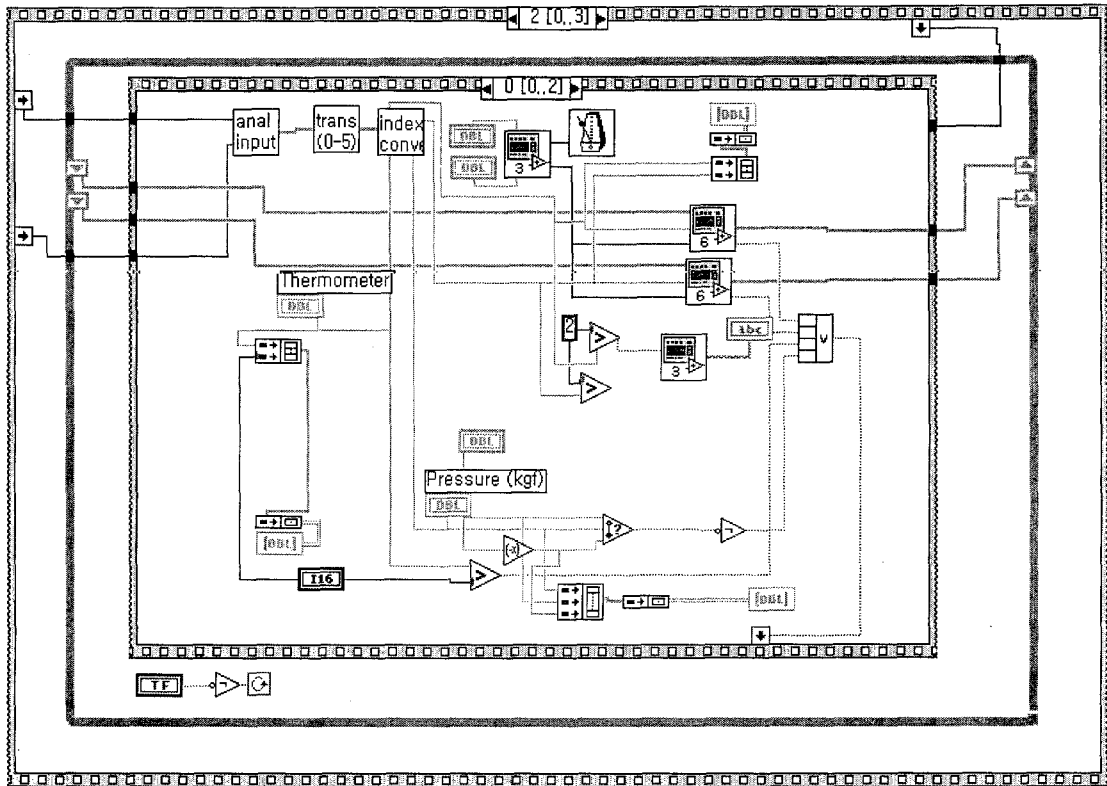 2 [0..3]
0 [0..2]
anal
input
trans
(0-5)
index
conve
DBL
DBL
3
[DBL]
6
6
Thermometer
DBL
2
abc
3
V
DBL
Pressure (kgf)
DBL
?
(x)
[DBL]
I16
[DBL]
TF